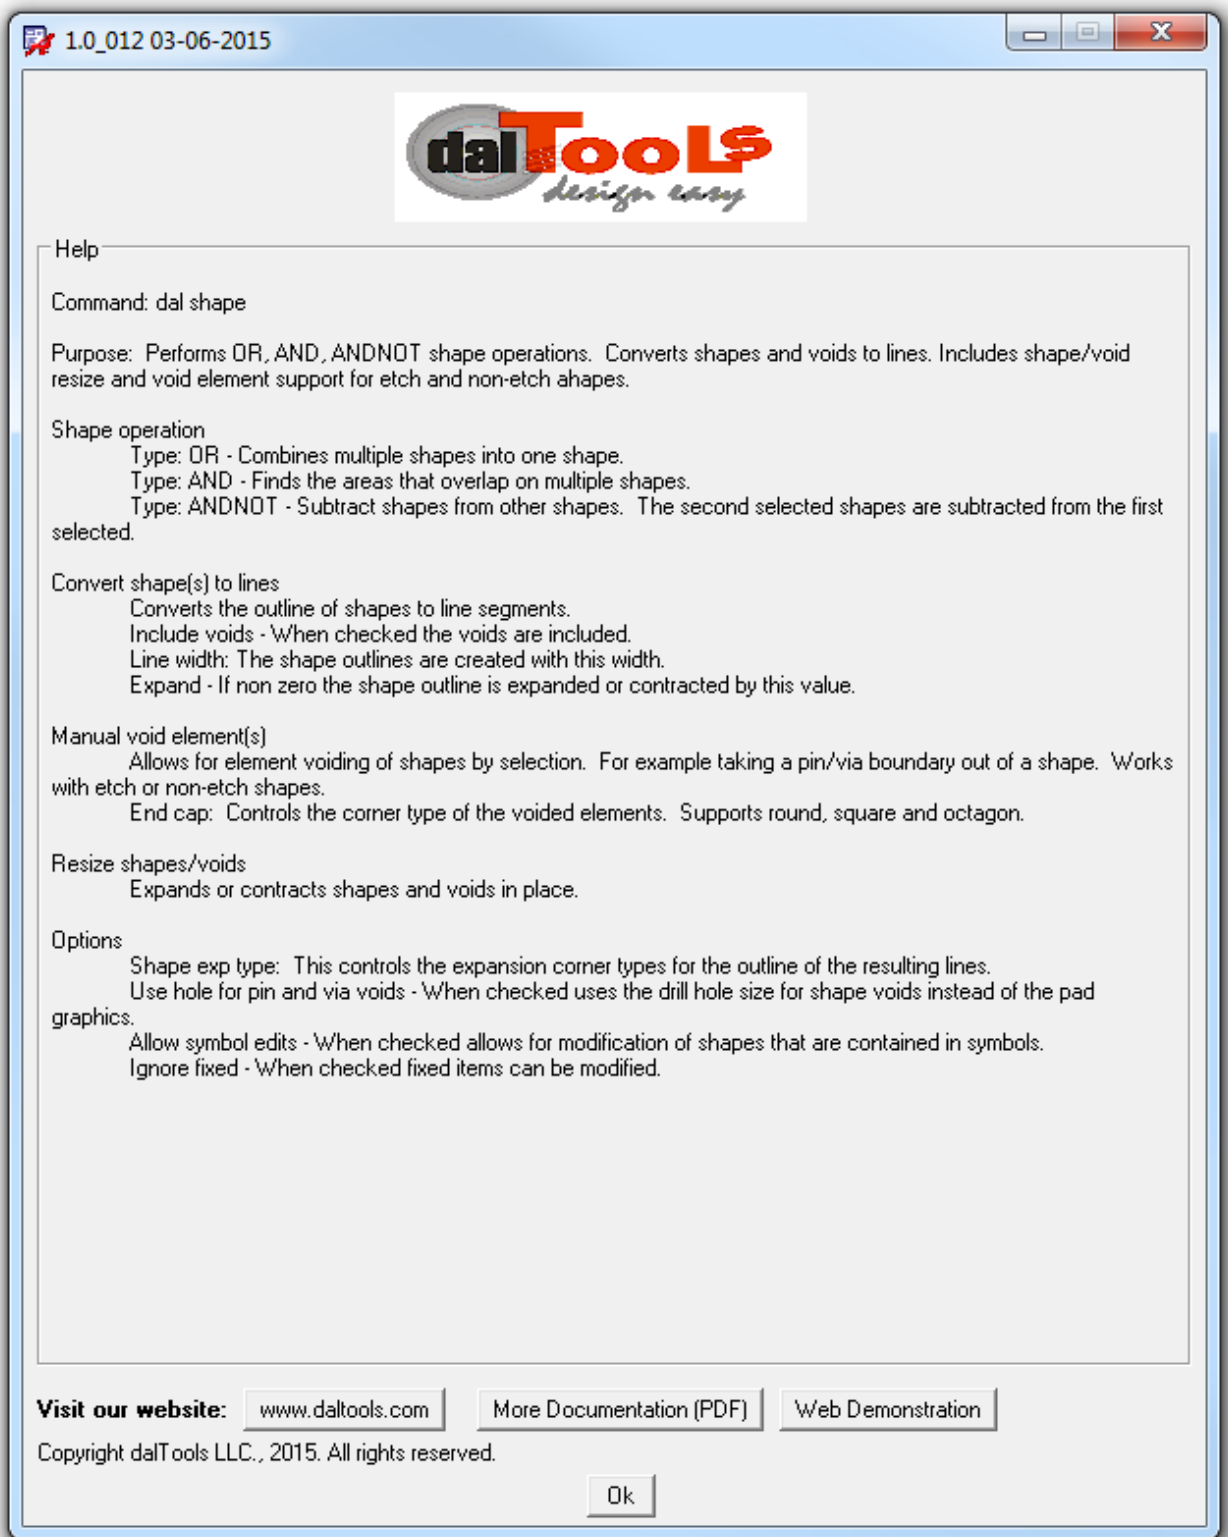 1.0_012 03-06-2015
dalTooLs
design easy
Help
Command: dal shape
Purpose:  Performs OR, AND, ANDNOT shape operations.  Converts shapes and voids to lines. Includes shape/void
resize and void element support for etch and non-etch ahapes.
Shape operation
Type: OR - Combines multiple shapes into one shape.
Type: AND - Finds the areas that overlap on multiple shapes.
Type: ANDNOT - Subtract shapes from other shapes.  The second selected shapes are subtracted from the first
selected.
Convert shape(s) to lines
Converts the outline of shapes to line segments.
Include voids - When checked the voids are included.
Line width: The shape outlines are created with this width.
Expand - If non zero the shape outline is expanded or contracted by this value.
Manual void element(s)
Allows for element voiding of shapes by selection.  For example taking a pin/via boundary out of a shape.  Works
with etch or non-etch shapes.
End cap:  Controls the corner type of the voided elements.  Supports round, square and octagon.
Resize shapes/voids
Expands or contracts shapes and voids in place.
Options
Shape exp type:  This controls the expansion corner types for the outline of the resulting lines.
Use hole for pin and via voids - When checked uses the drill hole size for shape voids instead of the pad
graphics.
Allow symbol edits - When checked allows for modification of shapes that are contained in symbols.
Ignore fixed - When checked fixed items can be modified.
Visit our website: www.daltools.com More Documentation (PDF) Web Demonstration
Copyright dalTools LLC., 2015. All rights reserved.
Ok